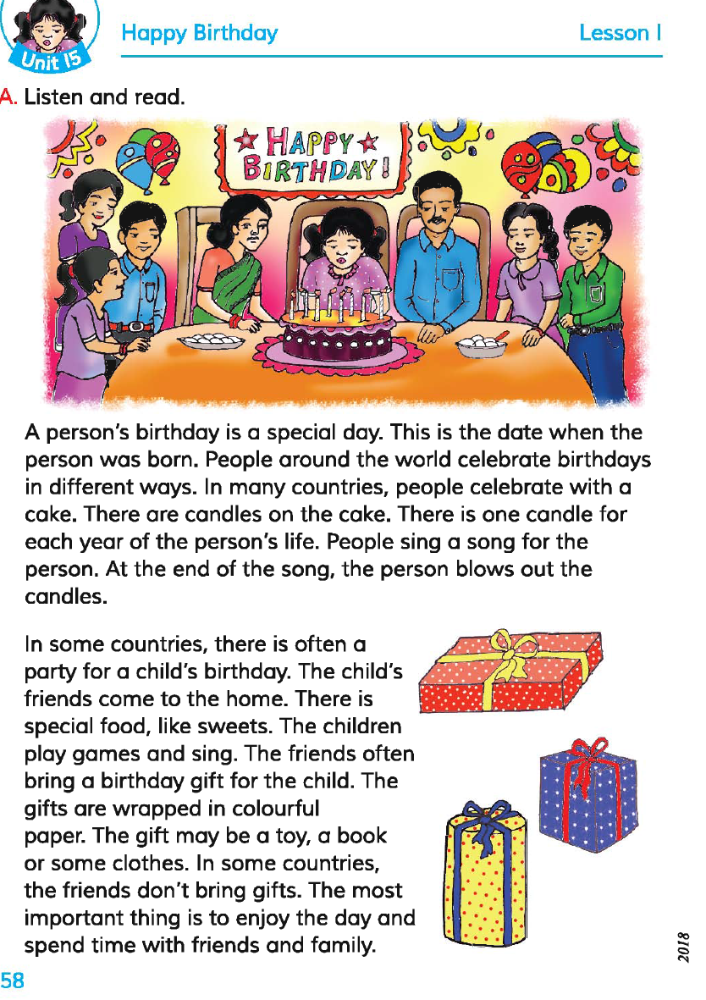 Happy Birthday
Lesson 1
Unit 15
A. Listen and read.
HAPPY
BIRTHDAY!
A person's birthday is a special day. This is the date when the
person was born. People around the world celebrate birthdays
in different ways. In many countries, people celebrate with a
cake. There are candles on the cake. There is one candle for
each year of the person's life. People sing a song for the
person. At the end of the song, the person blows out the
candles.
In some countries, there is often a
party for a child's birthday. The child's
friends come to the home. There is
special food, like sweets. The children
play games and sing. The friends often
bring a birthday gift for the child. The
gifts are wrapped in colourful
paper. The gift may be a toy, a book
or some clothes. In some countries,
the friends don't bring gifts. The most
important thing is to enjoy the day and
spend time with friends and family.
2018
58